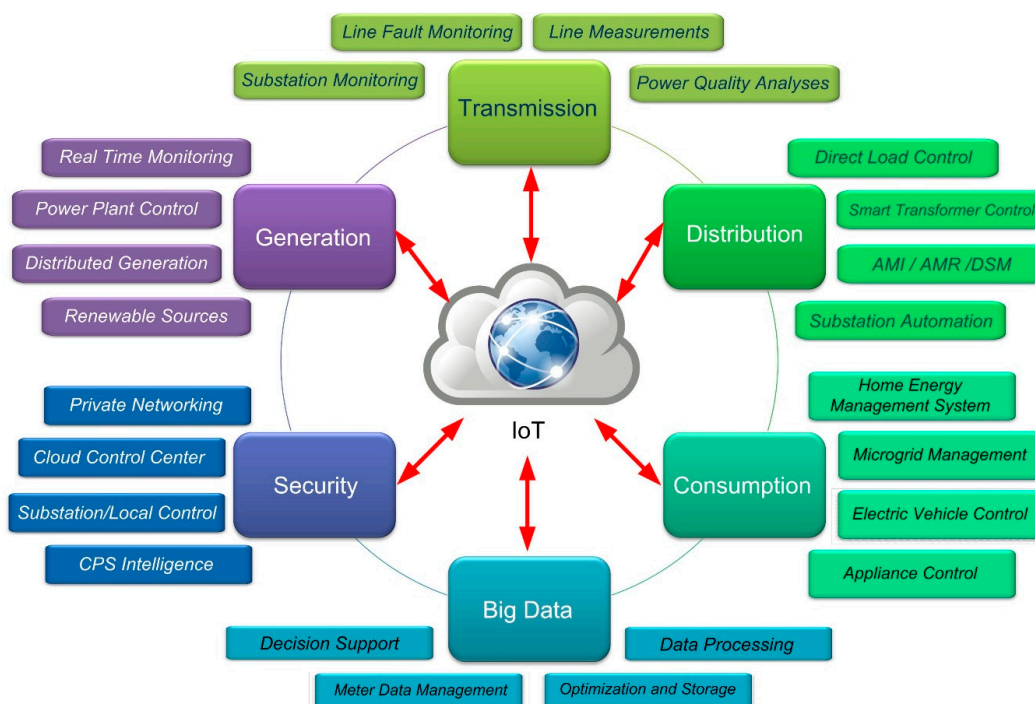 Line Fault Monitoring
Line Measurements
Substation Monitoring
Power Quality Analyses
Transmission
Real Time Monitoring
Power Plant Control
Distributed Generation
Renewable Sources
Generation
Direct Load Control
Smart Transformer Control
AMI / AMR /DSM
Substation Automation
Distribution
IoT
Private Networking
Cloud Control Center
Substation/Local Control
CPS Intelligence
Security
Home Energy
Management System
Microgrid Management
Electric Vehicle Control
Appliance Control
Consumption
Big Data
Decision Support
Data Processing
Meter Data Management
Optimization and Storage